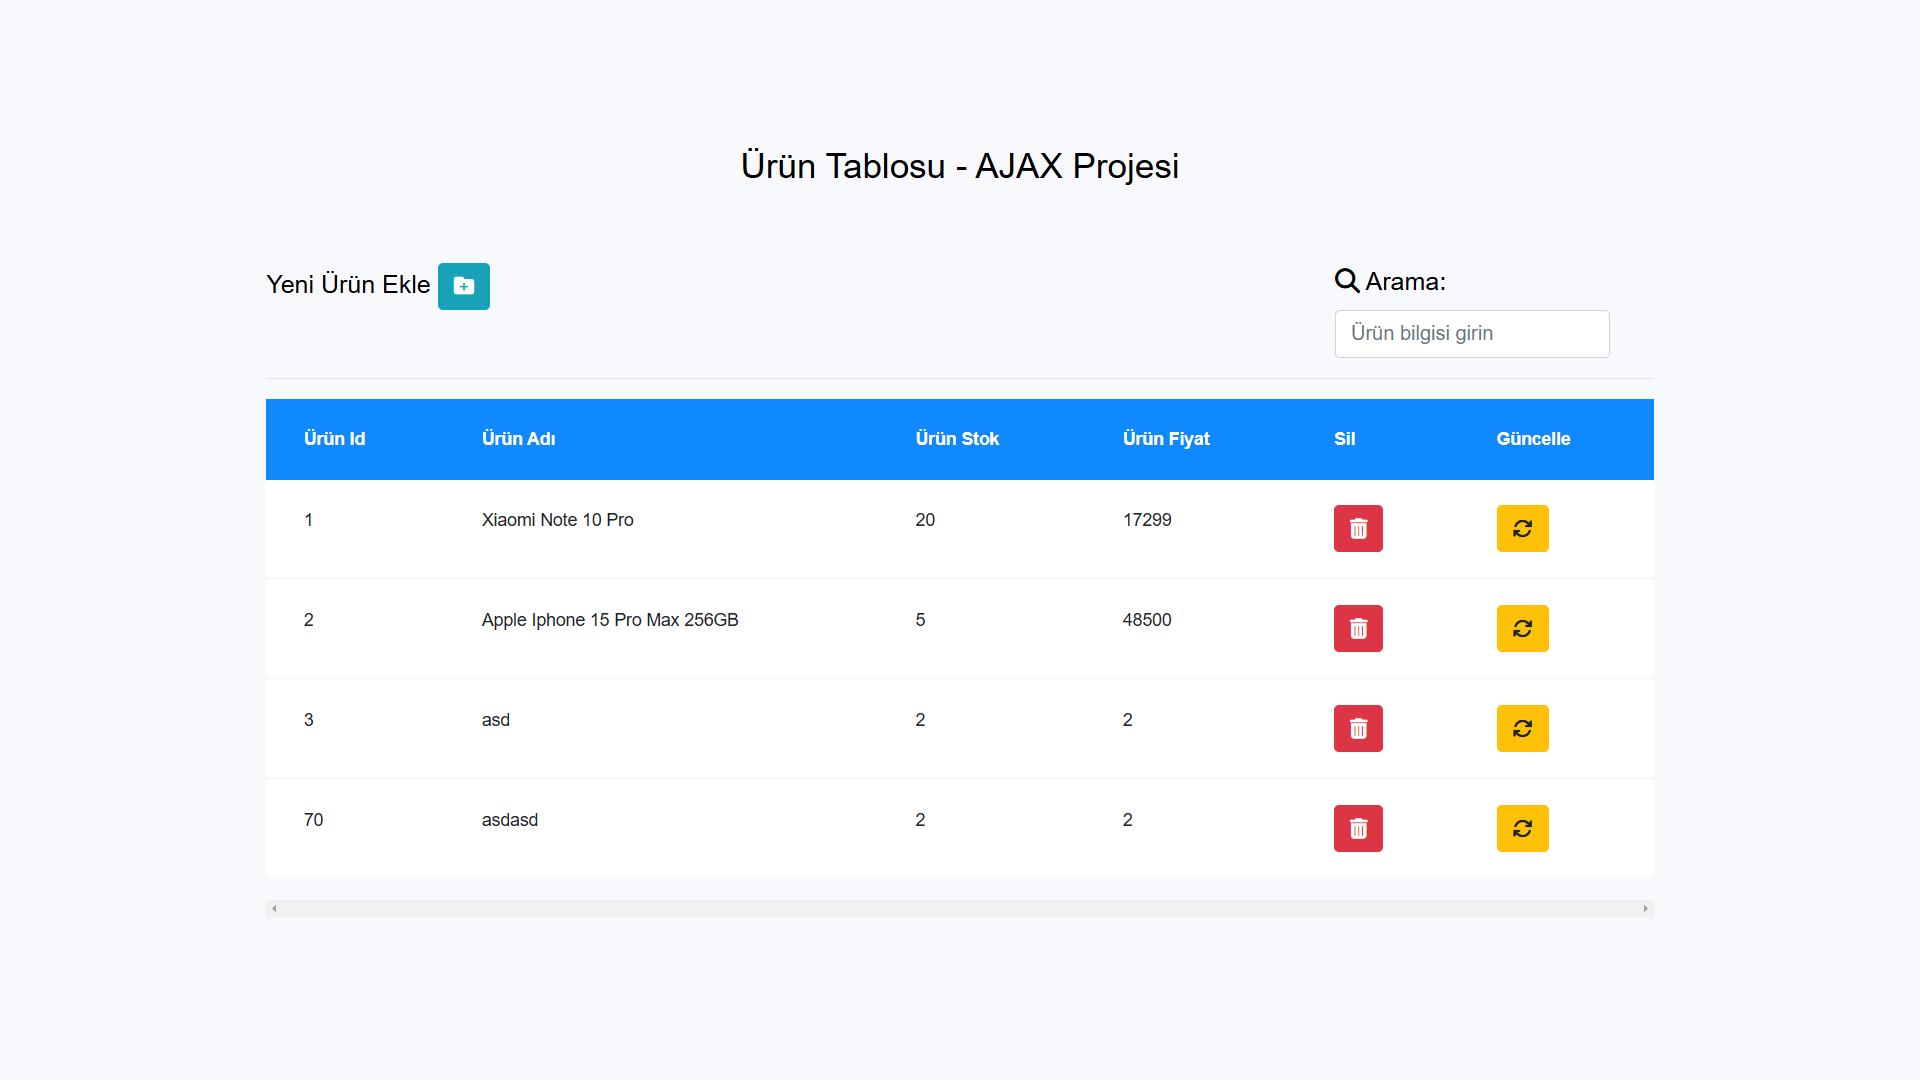 Ürün Tablosu - AJAX Projesi
Yeni Ürün Ekle
Arama:
Ürün bilgisi girin
Ürün Id Ürün Adı Ürün Stok Ürün Fiyat Sil Güncelle
1 Xiaomi Note 10 Pro 20 17299
2 Apple Iphone 15 Pro Max 256GB 5 48500
3 asd 2 2
70 asdasd 2 2